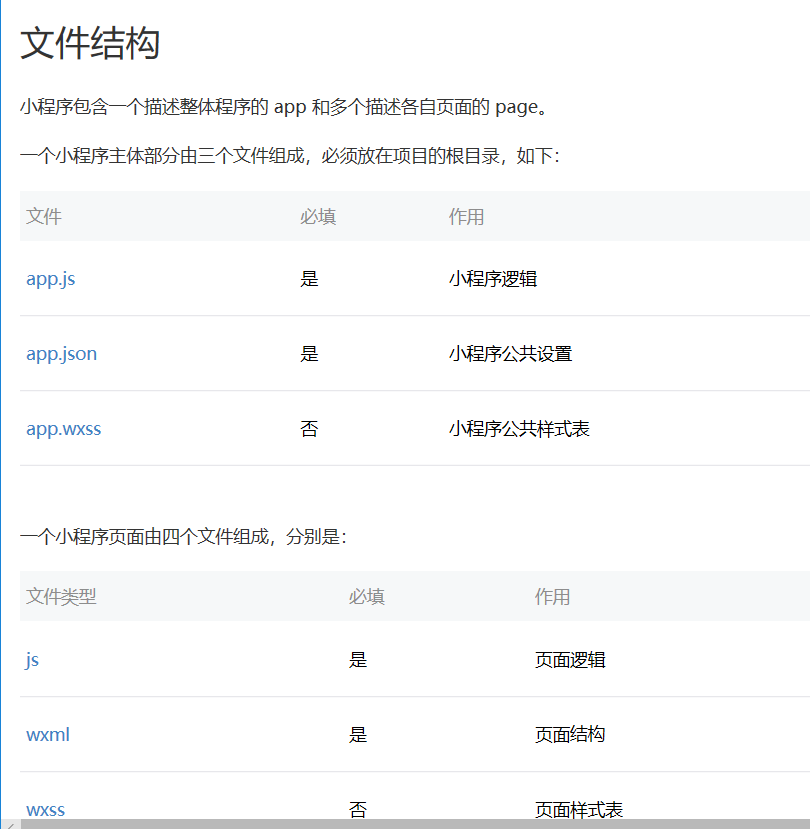 文件结构
小程序包含一个描述整体程序的 app 和多个描述各自页面的 page。
一个小程序主体部分由三个文件组成，必须放在项目的根目录，如下：
文件 必填 作用
app.js 是 小程序逻辑
app.json 是 小程序公共设置
app.wxss 否 小程序公共样式表
一个小程序页面由四个文件组成，分别是：
文件类型 必填 作用
js 是 页面逻辑
wxml 是 页面结构
wxss 否 页面样式表